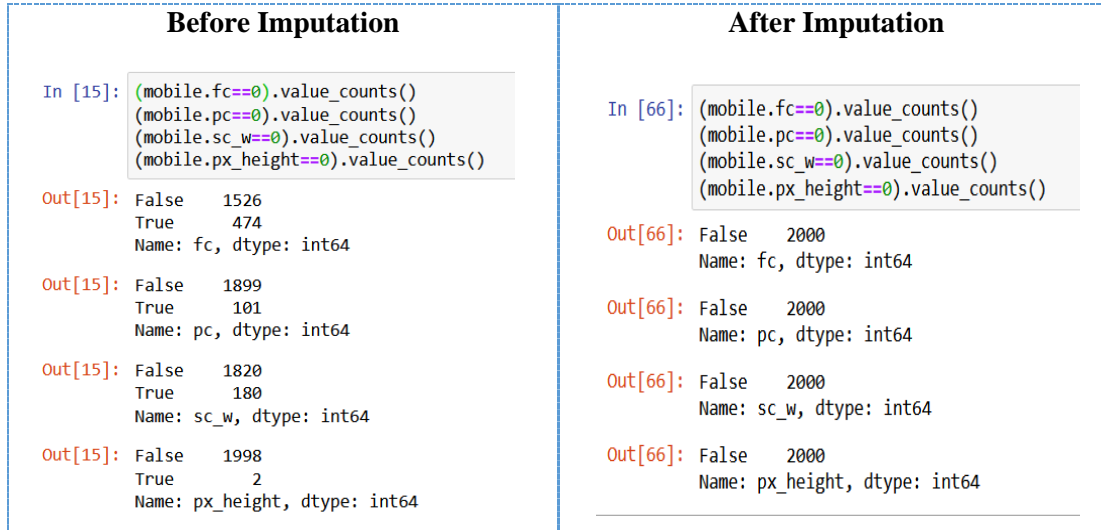 Before Imputation
In [15]: (mobile.fc==0).value_counts()
(mobile.pc==0).value_counts()
(mobile.sc_w==0).value_counts()
(mobile.px_height==0).value_counts()
Out[15]: False 1526
True 474
Name: fc, dtype: int64
Out[15]: False 1899
True 101
Name: pc, dtype: int64
Out[15]: False 1820
True 180
Name: sc_w, dtype: int64
Out[15]: False 1998
True 2
Name: px_height, dtype: int64
After Imputation
In [66]: (mobile.fc==0).value_counts()
(mobile.pc==0).value_counts()
(mobile.sc_w==0).value_counts()
(mobile.px_height==0).value_counts()
Out[66]: False 2000
Name: fc, dtype: int64
Out[66]: False 2000
Name: pc, dtype: int64
Out[66]: False 2000
Name: sc_w, dtype: int64
Out[66]: False 2000
Name: px_height, dtype: int64